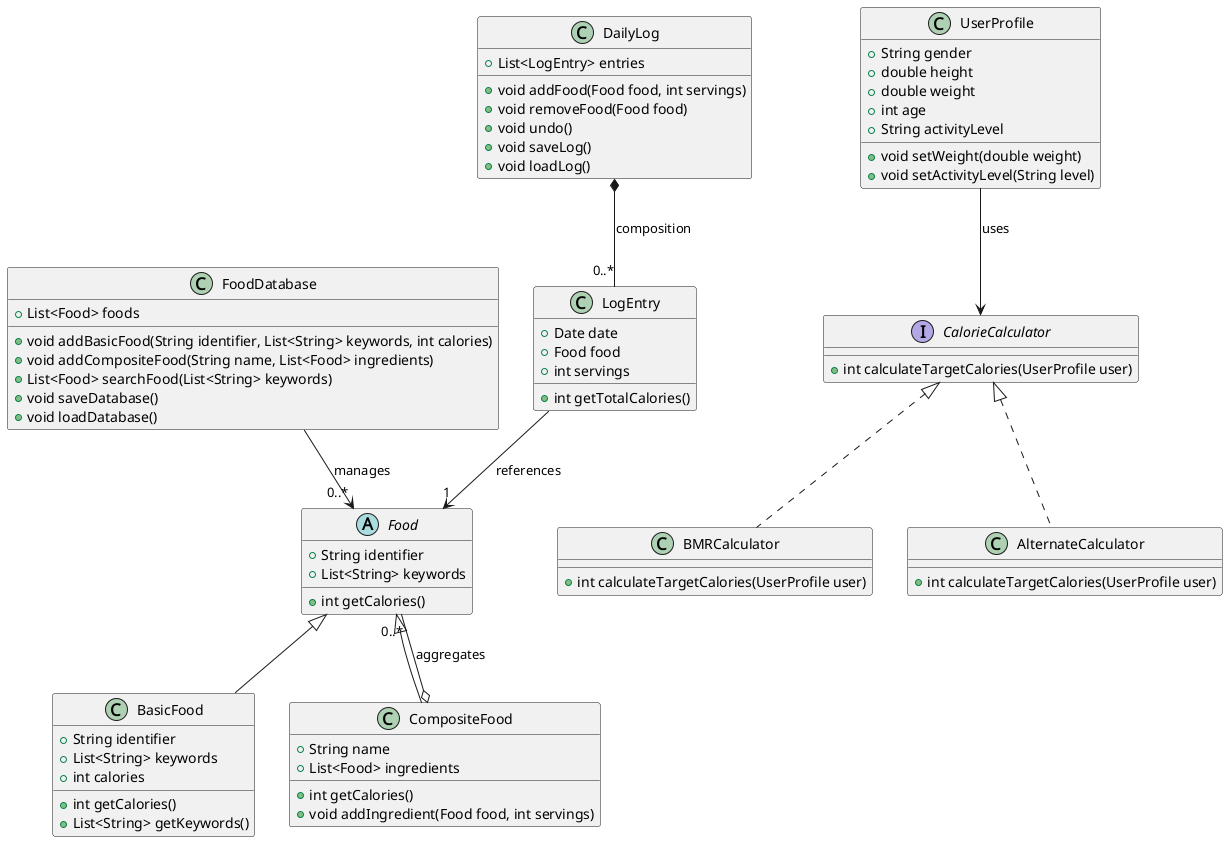 C DailyLog
+ List<LogEntry> entries
+ void addFood(Food food, int servings)
+ void removeFood(Food food)
+ void undo()
+ void saveLog()
+ void loadLog()
C UserProfile
+ String gender
+ double height
+ double weight
+ int age
+ String activityLevel
+ void setWeight(double weight)
+ void setActivityLevel(String level)
composition
0..*
uses
C FoodDatabase
+ List<Food> foods
+ void addBasicFood(String identifier, List<String> keywords, int calories)
+ void addCompositeFood(String name, List<Food> ingredients)
+ List<Food> searchFood(List<String> keywords)
+ void saveDatabase()
+ void loadDatabase()
C LogEntry
+ Date date
+ Food food
+ int servings
+ int getTotalCalories()
I CalorieCalculator
+ int calculateTargetCalories(UserProfile user)
manages
0..*
references
1
A Food
+ String identifier
+ List<String> keywords
+ int getCalories()
C BMRCalculator
+ int calculateTargetCalories(UserProfile user)
C AlternateCalculator
+ int calculateTargetCalories(UserProfile user)
0..*
aggregates
C BasicFood
+ String identifier
+ List<String> keywords
+ int calories
+ int getCalories()
+ List<String> getKeywords()
C CompositeFood
+ String name
+ List<Food> ingredients
+ int getCalories()
+ void addIngredient(Food food, int servings)